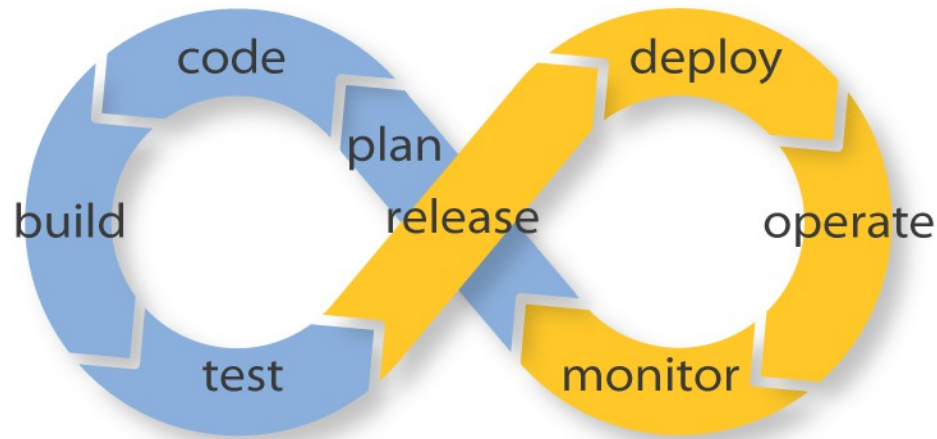 code
deploy
plan
build
release
operate
test
monitor